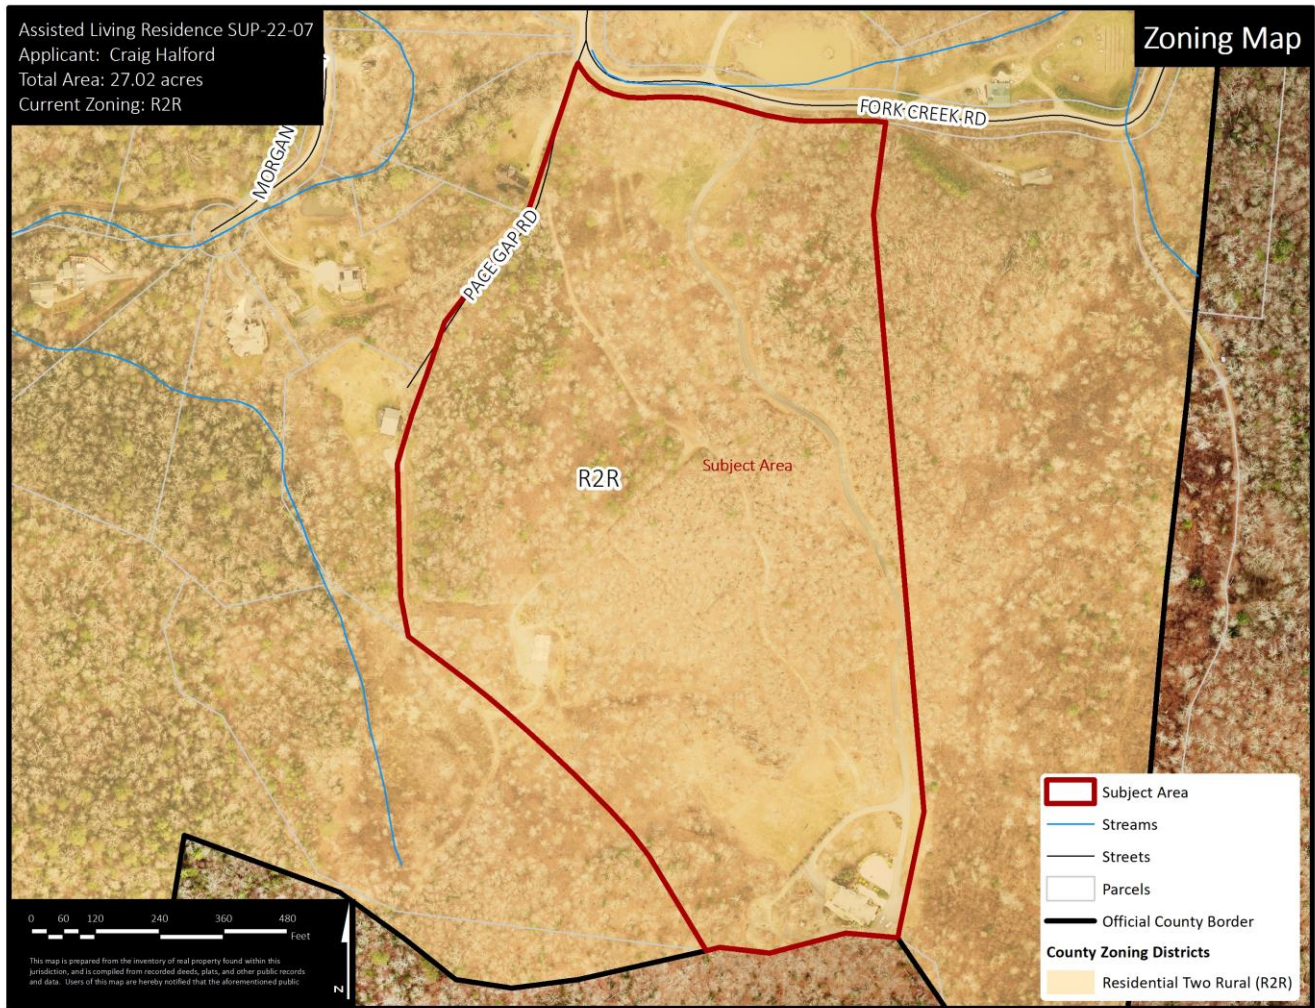 Assisted Living Residence SUP-22-07
Applicant: Craig Halford
Total Area: 27.02 acres
Current Zoning: R2R
Zoning Map
FORK CREEK RD
MORGAN
PACE GAP RD
Subject Area
R2R
Subject Area
Streams
Streets
Parcels
Official County Border
County Zoning Districts
Residential Two Rural (R2R)
0 60 120 240 360 480
Feet
This map is prepared from the inventory of real property found within this
jurisdiction, and is compiled from recorded deeds, plats, and other public records
and data. Users of this map are hereby notified that the aforementioned public
N